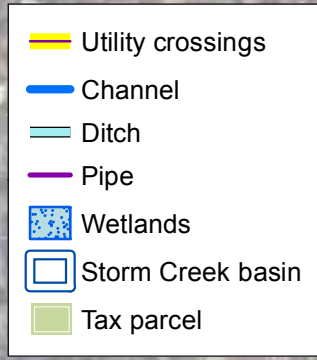 Utility crossings
Channel
Ditch
Pipe
Wetlands
Storm Creek basin
Tax parcel